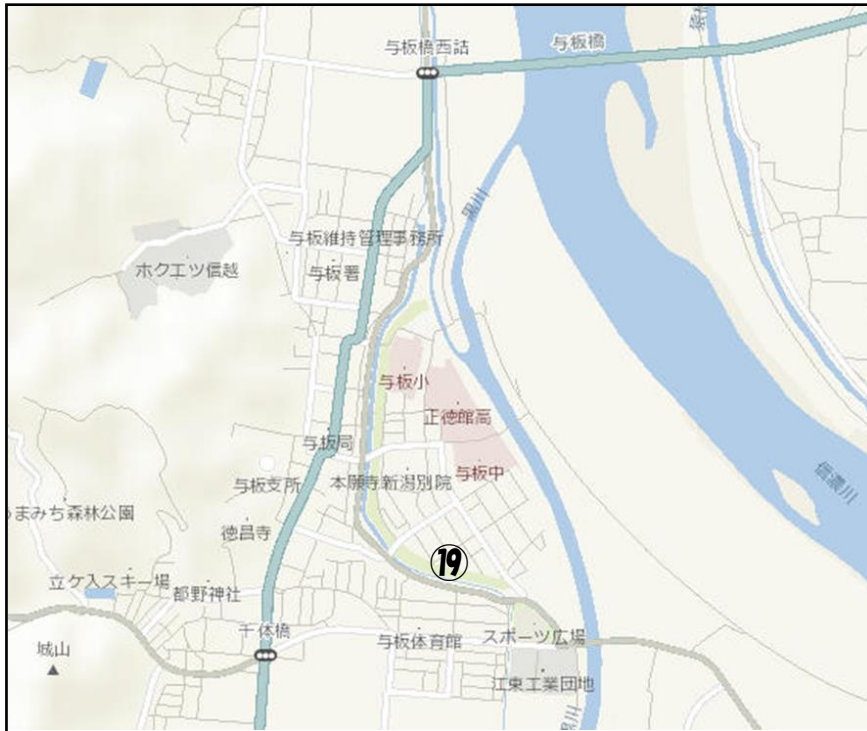 与板橋西詰
与板橋
黒川
与板維持管理事務所
与板署
ホクエツ信越
与板小
正徳館高
与板局
与板中
信濃川
与板支所
本願寺新潟別院
うまみち森林公園
徳昌寺
⑲
立ケ入スキー場
都野神社
千体橋
与板体育館
スポーツ広場
城山
江東工業団地